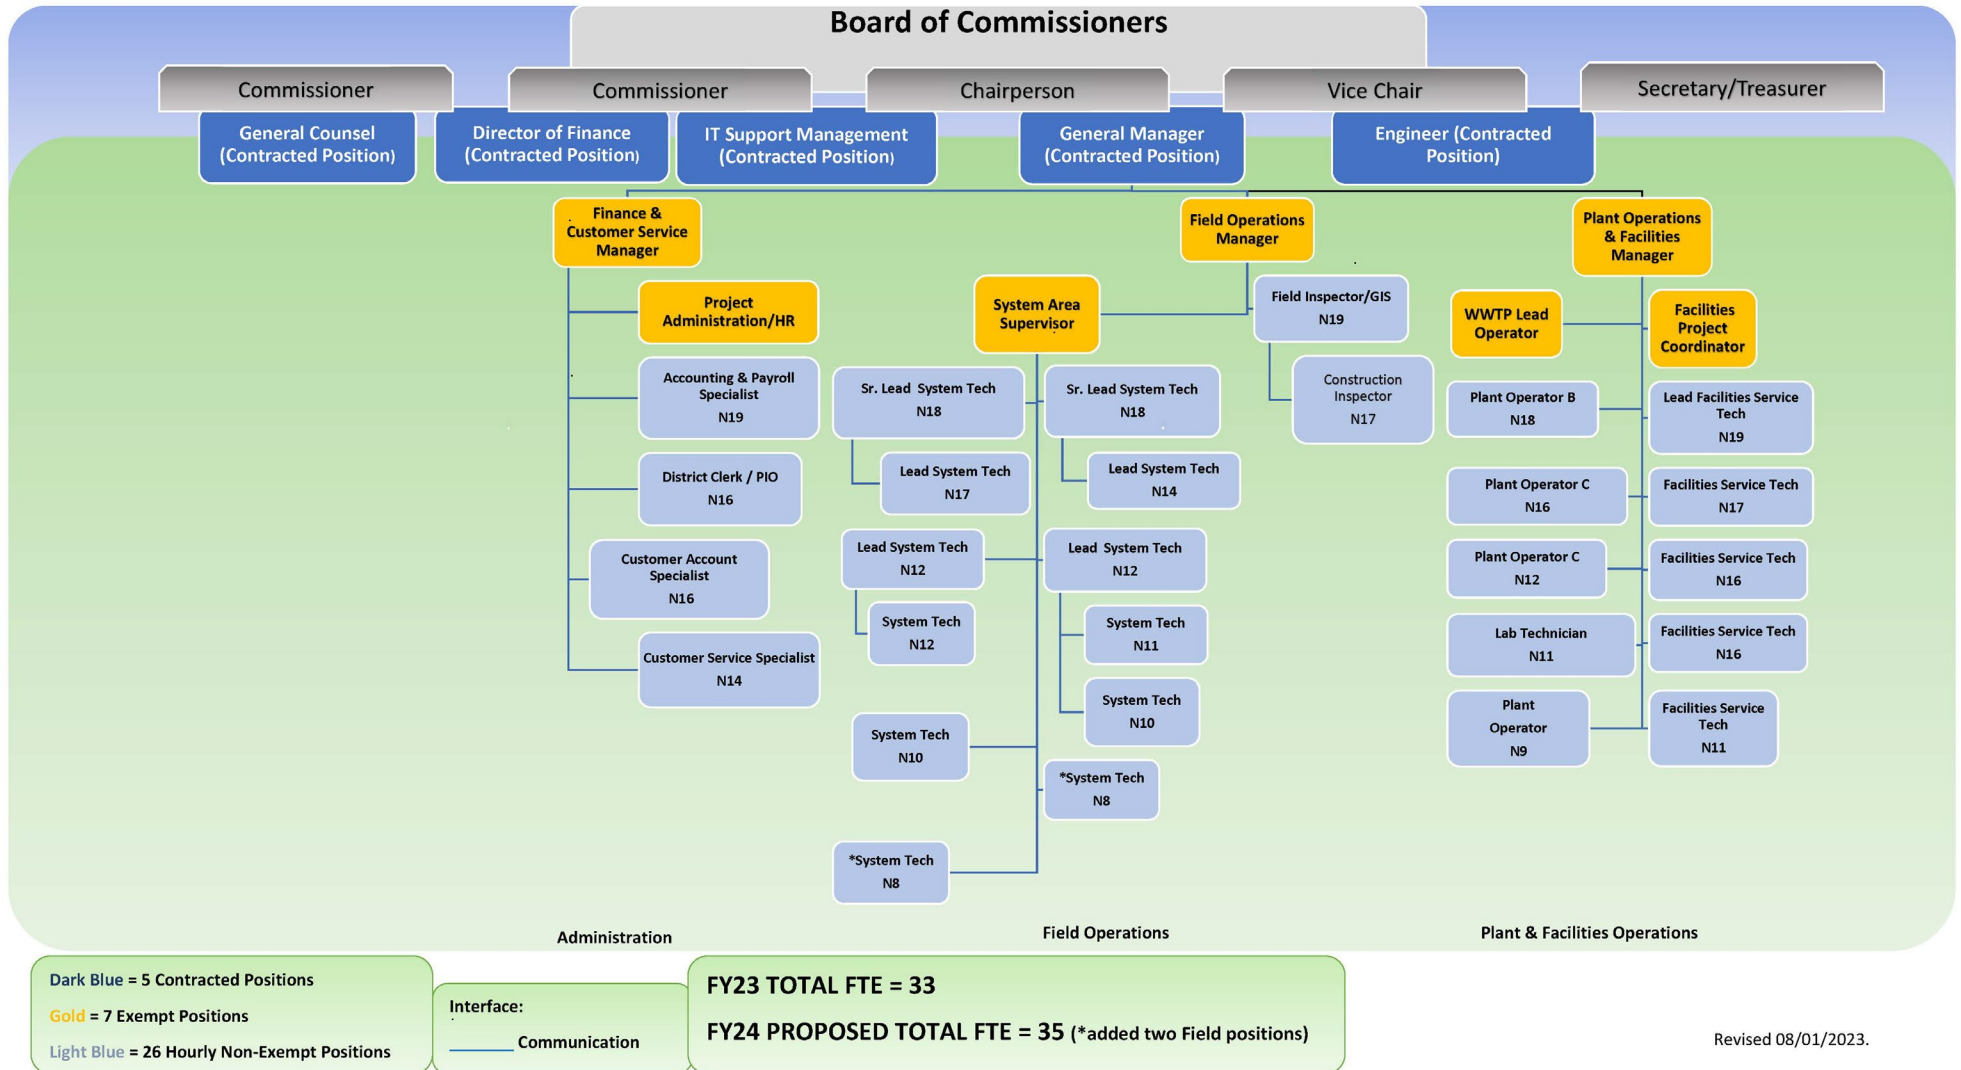 Board of Commissioners
Commissioner
Commissioner
Chairperson
Vice Chair
Secretary/Treasurer
General Counsel
(Contracted Position)
Director of Finance
(Contracted Position)
IT Support Management
(Contracted Position)
General Manager
(Contracted Position)
Engineer (Contracted
Position)
Finance &
Customer Service
Manager
Project
Administration/HR
Accounting & Payroll
Specialist
N19
District Clerk / PIO
N16
Customer Account
Specialist
N16
Customer Service Specialist
N14
Field Operations
Manager
System Area
Supervisor
Field Inspector/GIS
N19
Construction
Inspector
N17
Sr. Lead System Tech
N18
Lead System Tech
N17
Sr. Lead System Tech
N18
Lead System Tech
N14
Lead System Tech
N12
System Tech
N12
Lead System Tech
N12
System Tech
N11
System Tech
N10
System Tech
N10
*System Tech
N8
*System Tech
N8
Plant Operations
& Facilities
Manager
WWTP Lead
Operator
Facilities
Project
Coordinator
Plant Operator B
N18
Lead Facilities Service
Tech
N19
Plant Operator C
N16
Facilities Service Tech
N17
Plant Operator C
N12
Facilities Service Tech
N16
Lab Technician
N11
Facilities Service Tech
N16
Plant
Operator
N9
Facilities Service
Tech
N11
Administration
Field Operations
Plant & Facilities Operations
Dark Blue = 5 Contracted Positions
Gold = 7 Exempt Positions
Light Blue = 26 Hourly Non-Exempt Positions
Interface:
Communication
FY23 TOTAL FTE = 33
FY24 PROPOSED TOTAL FTE = 35 (*added two Field positions)
Revised 08/01/2023.